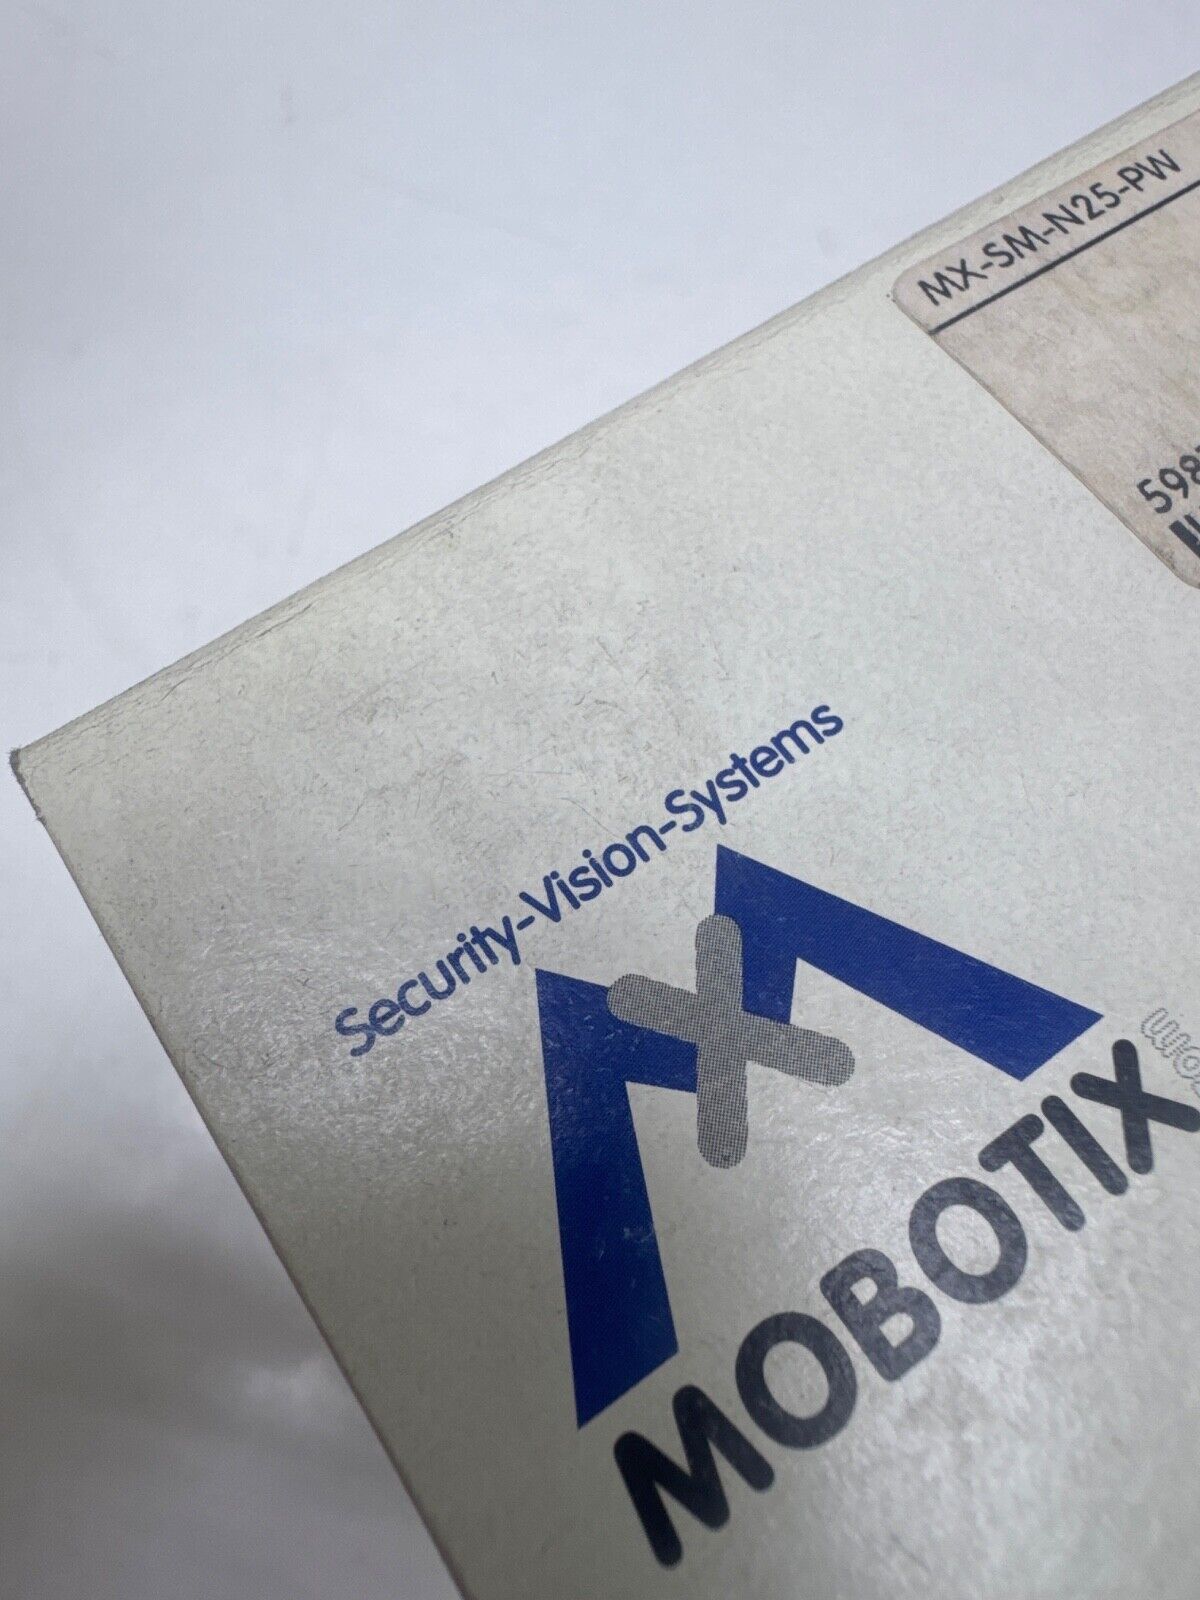 MX-SM-N25-PW
Security-Vision-Systems
MOBOTIX